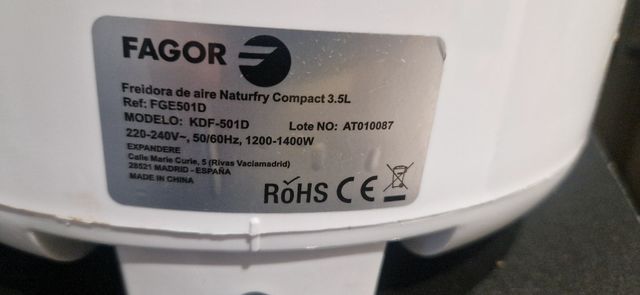 FAGOR
Freidora de aire Naturfry Compact 3.5L
Ref: FGE501D
MODELO: KDF-501D Lote NO: AT010087
220-240V~, 50/60Hz, 1200-1400W
EXPANDERE
Calle Marie Curie, 5 (Rivas Vaciamadrid)
28521 MADRID - ESPAÑA
MADE IN CHINA
RoHS CE